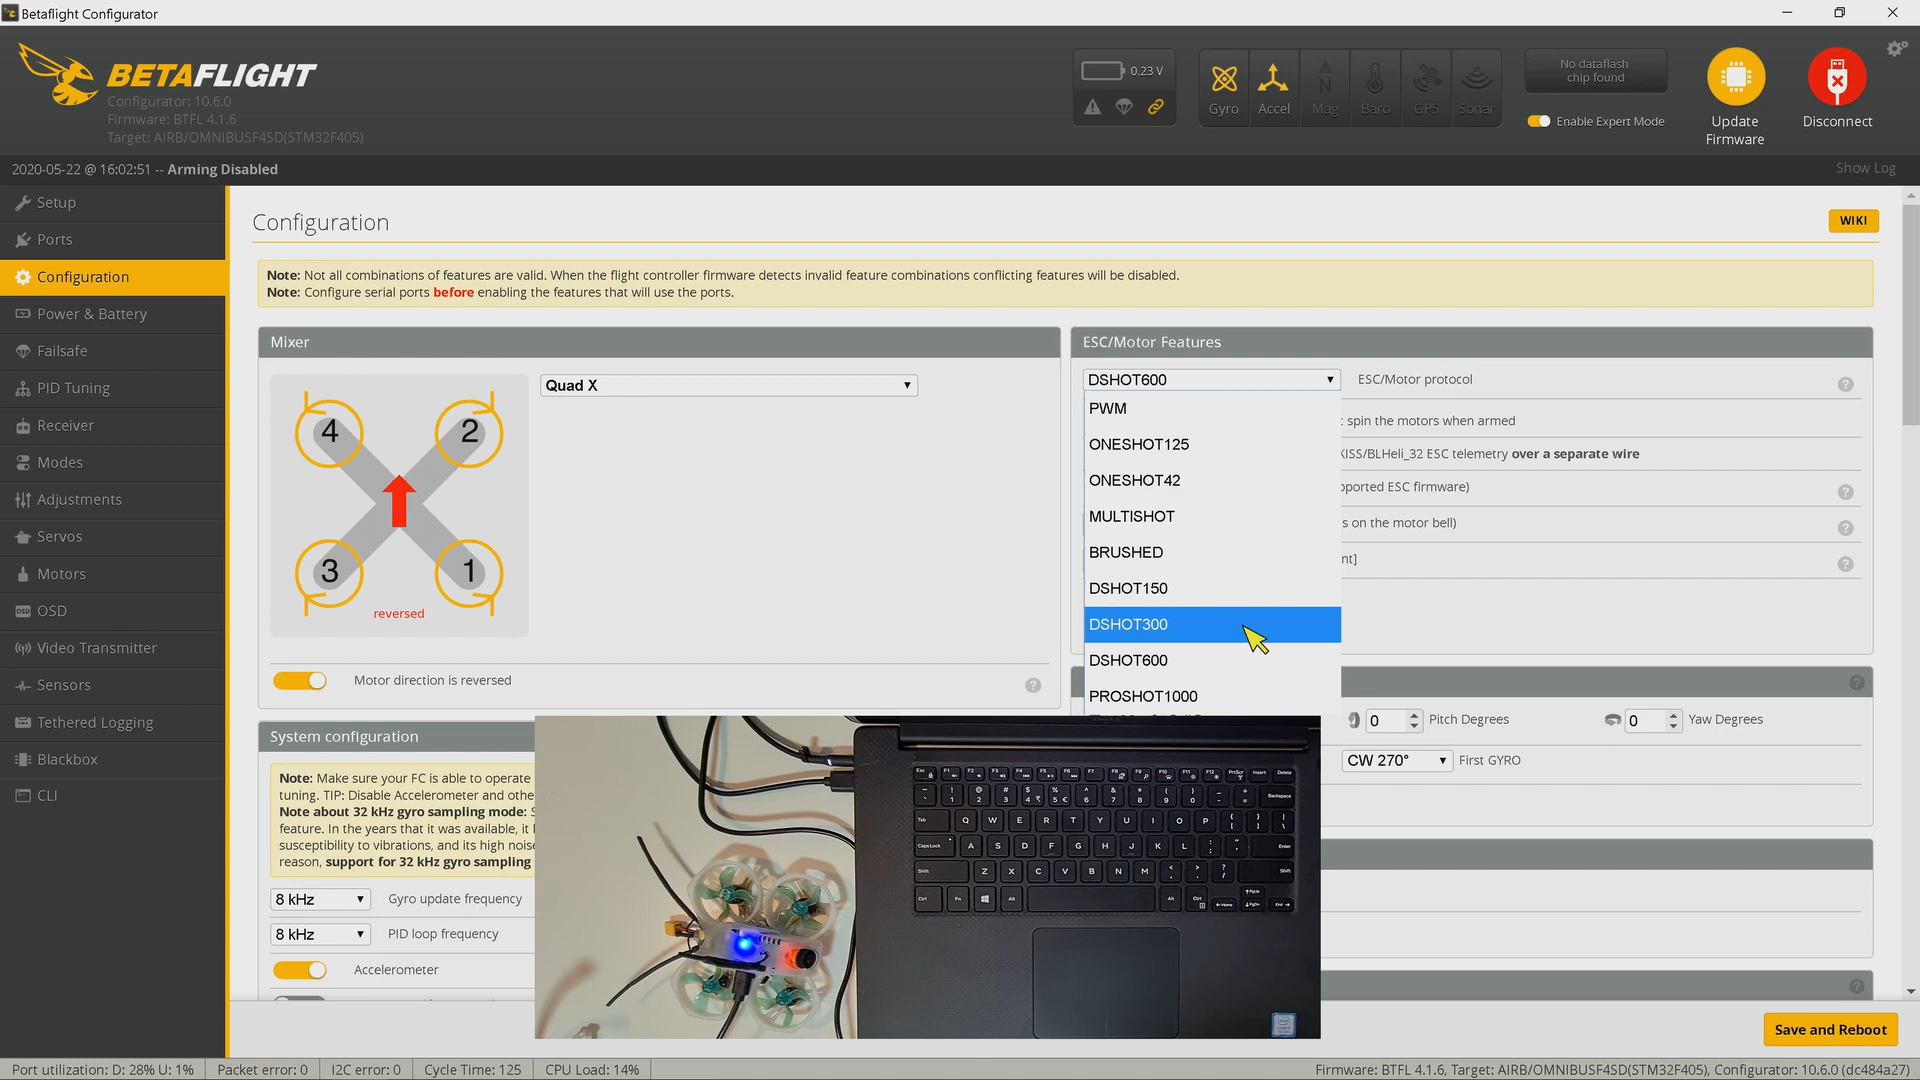 Betaflight Configurator
BETAFLIGHT
Configurator: 10.6.0
Firmware: BTFL 4.1.6
Target: AIRB/OMNIBUSF4SD(STM32F405)
0.23 V
Gyro
Accel
Mag
Baro
GPS
Sonar
No dataflash
chip found
Enable Expert Mode
Update
Firmware
Disconnect
2020-05-22 @ 16:02:51 -- Arming Disabled
Show Log
Setup
Ports
Configuration
Power & Battery
Failsafe
PID Tuning
Receiver
Modes
Adjustments
Servos
Motors
OSD
Video Transmitter
Sensors
Tethered Logging
Blackbox
CLI
Configuration
WIKI
Note: Not all combinations of features are valid. When the flight controller firmware detects invalid feature combinations conflicting features will be disabled.
Note: Configure serial ports before enabling the features that will use the ports.
Mixer
4
2
3
1
reversed
Quad X
Motor direction is reversed
ESC/Motor Features
DSHOT600
ESC/Motor protocol
PWM
ONESHOT125
ONESHOT42
MULTISHOT
BRUSHED
DSHOT150
DSHOT300
DSHOT600
PROSHOT1000
spin the motors when armed
KISS/BLHeli_32 ESC telemetry over a separate wire
pported ESC firmware)
s on the motor bell)
nt]
0
Pitch Degrees
0
Yaw Degrees
CW 270°
First GYRO
System configuration
Note: Make sure your FC is able to operate
tuning. TIP: Disable Accelerometer and othe
Note about 32 kHz gyro sampling mode: S
feature. In the years that it was available, it
susceptibility to vibrations, and its high noise
reason, support for 32 kHz gyro sampling
8 kHz
Gyro update frequency
8 kHz
PID loop frequency
Accelerometer
Save and Reboot
Port utilization: D: 28% U: 1%
Packet error: 0
I2C error: 0
Cycle Time: 125
CPU Load: 14%
Firmware: BTFL 4.1.6, Target: AIRB/OMNIBUSF4SD(STM32F405), Configurator: 10.6.0 (dc484a27)
Q W E R T Y U I O P
A S D F G H J K L
Z X C V B N M